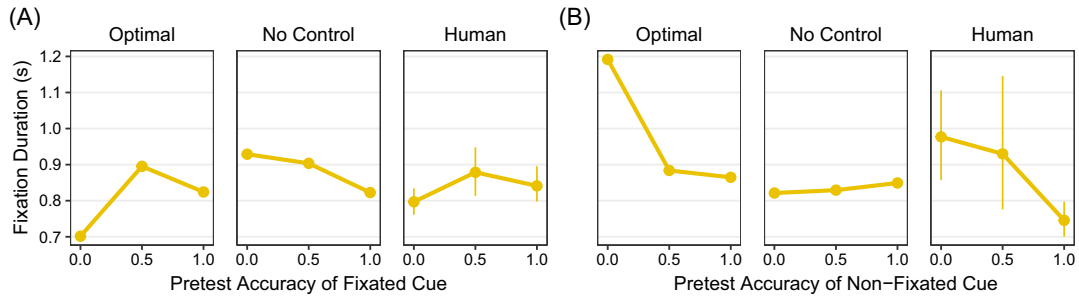 (A)
(B)
Optimal
No Control
Human
Optimal
No Control
Human
Fixation Duration (s)
1.2
1.1
1.0
0.9
0.8
0.7
0.0 0.5 1.0
0.0 0.5 1.0
0.0 0.5 1.0
0.0 0.5 1.0
0.0 0.5 1.0
0.0 0.5 1.0
Pretest Accuracy of Fixated Cue
Pretest Accuracy of Non−Fixated Cue